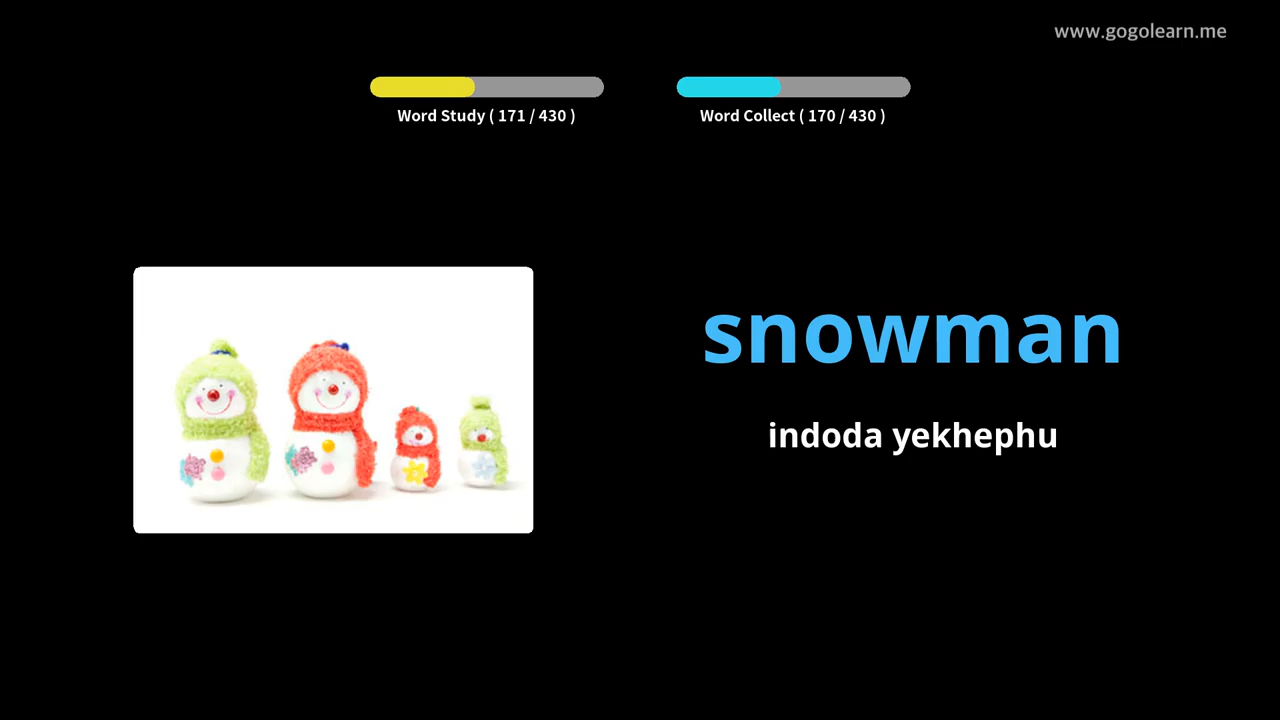 www.gogolearn.me
Word Study ( 171 / 430 )
Word Collect ( 170 / 430 )
snowman
indoda yekhephu